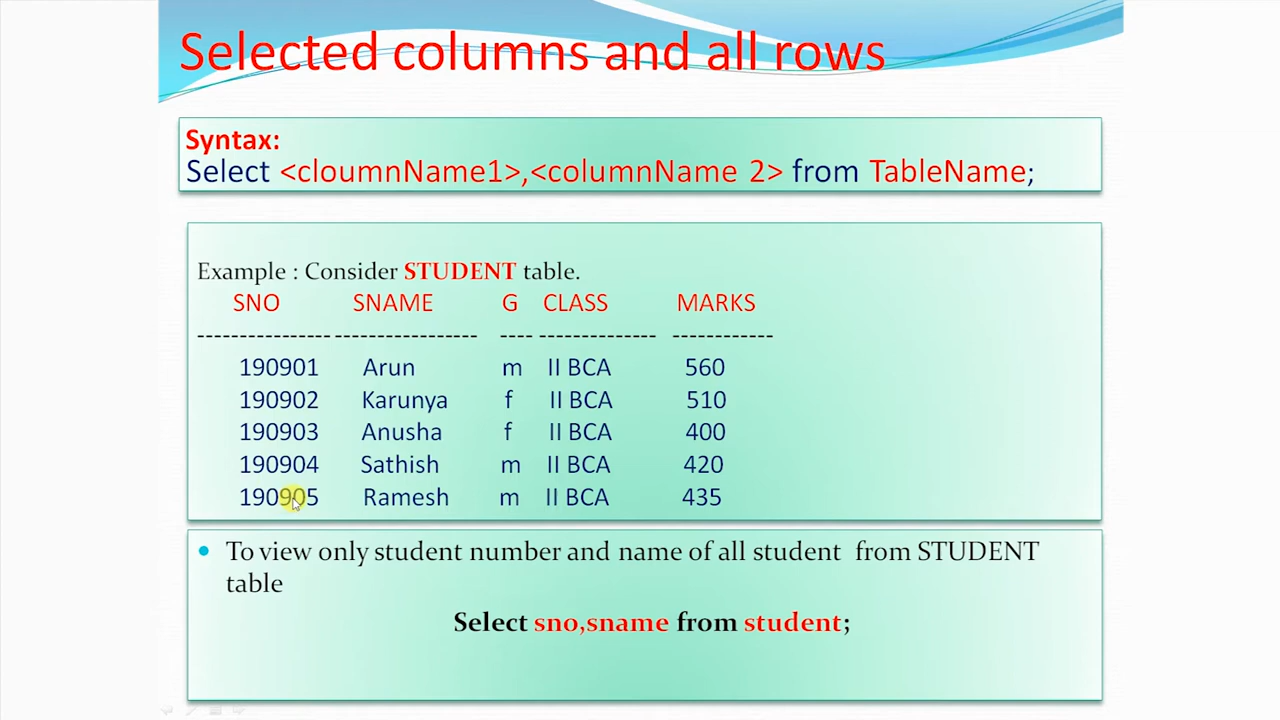 Selected columns and all rows
Syntax:
Select <cloumnName1>,<columnName 2> from TableName;
Example : Consider STUDENT table.
SNO SNAME G CLASS MARKS
---------------- ----------------- ---- -------------- ------------
190901 Arun m II BCA 560
190902 Karunya f II BCA 510
190903 Anusha f II BCA 400
190904 Sathish m II BCA 420
190905 Ramesh m II BCA 435
• To view only student number and name of all student from STUDENT
table
Select sno,sname from student;